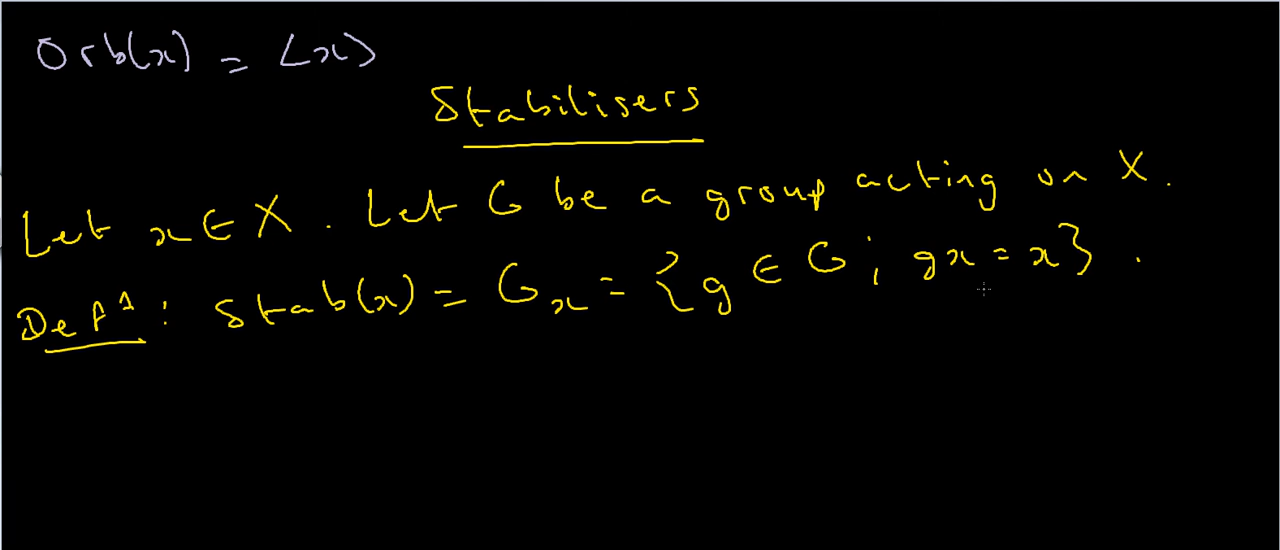 Orb(x) = <x>
Stabilisers
Let x ∈ X. Let G be a group acting on X.
Defⁿ: Stab(x) = Gₓ = {g ∈ G; gx = x}.